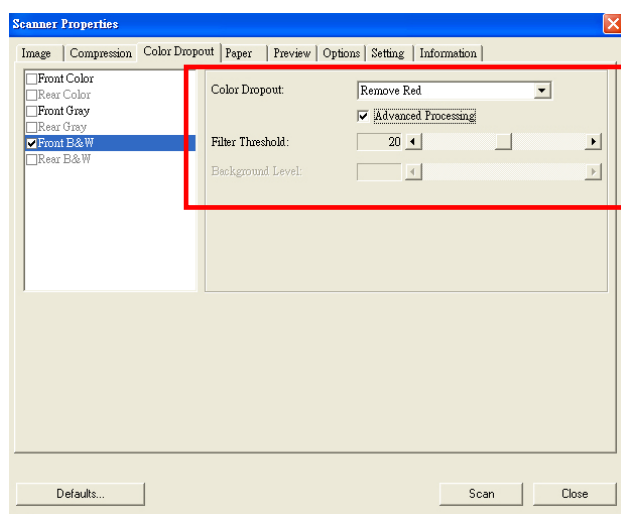 Scanner Properties
Image Compression Color Dropout Paper Preview Options Setting Information
Front Color
Rear Color
Front Gray
Rear Gray
Front B&W
Rear B&W
Color Dropout: Remove Red
Advanced Processing
Filter Threshold: 20
Background Level:
Defaults... Scan Close